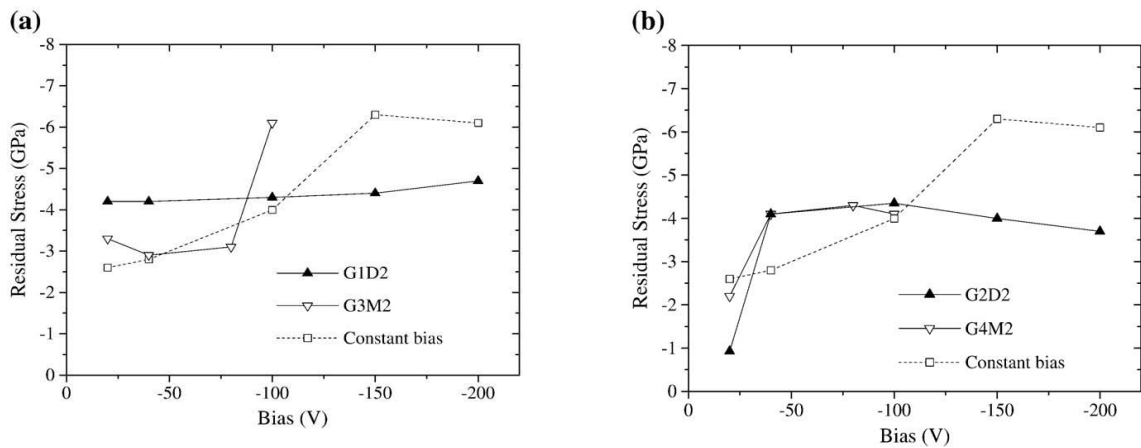 (a)
-8
-7
-6
-5
-4
-3
-2
-1
0
Residual Stress (GPa)
G1D2
G3M2
Constant bias
0 -50 -100 -150 -200
Bias (V)
(b)
-8
-7
-6
-5
-4
-3
-2
-1
0
Residual Stress (GPa)
G2D2
G4M2
Constant bias
0 -50 -100 -150 -200
Bias (V)